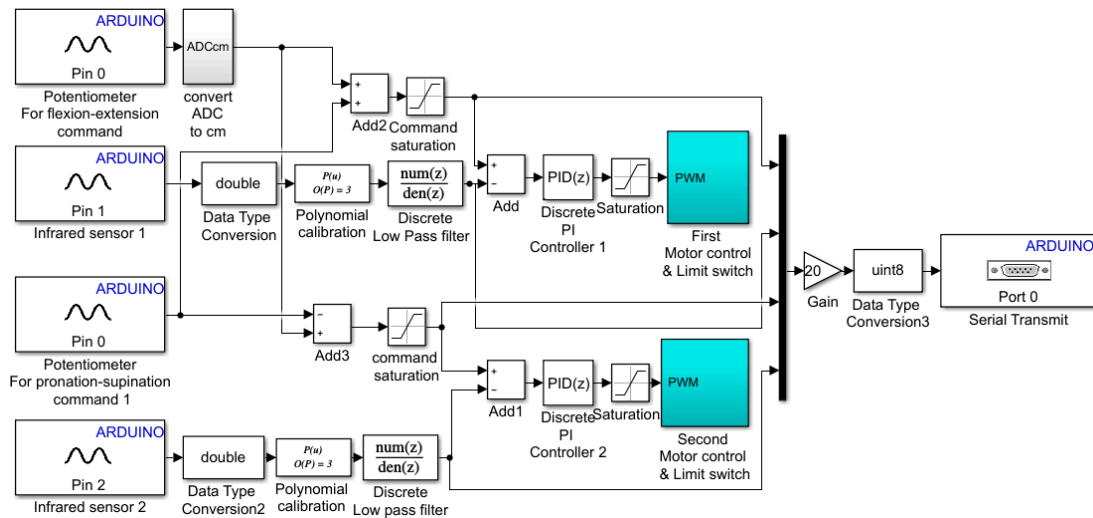 ARDUINO
Pin 0
Potentiometer
For flexion-extension
command
ADCcm
convert
ADC
to cm
+
+
Add2
Command
saturation
ARDUINO
Pin 1
Infrared sensor 1
double
Data Type
Conversion
P(u)
O(P) = 3
Polynomial
calibration
num(z)
den(z)
Discrete
Low Pass filter
+
−
Add
PID(z)
Discrete
PI
Controller 1
Saturation
PWM
First
Motor control
& Limit switch
ARDUINO
Pin 0
Potentiometer
For pronation-supination
command 1
−
+
Add3
command
saturation
+
−
Add1
PID(z)
Discrete
PI
Controller 2
Saturation
PWM
Second
Motor control
& Limit switch
20
Gain
uint8
Data Type
Conversion3
ARDUINO
Port 0
Serial Transmit
ARDUINO
Pin 2
Infrared sensor 2
double
Data Type
Conversion2
P(u)
O(P) = 3
Polynomial
calibration
num(z)
den(z)
Discrete
Low pass filter